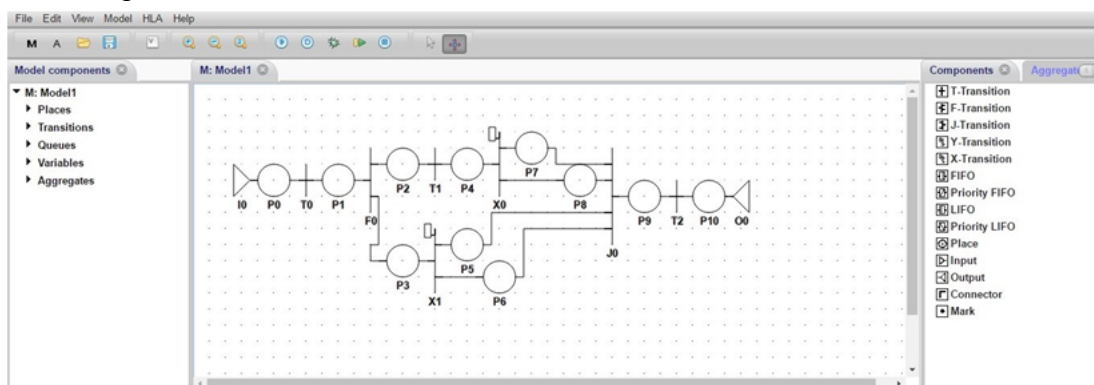 File Edit View Model HLA Help
M A V
Model components
M: Model1
Components Aggregate
M: Model1
Places
Transitions
Queues
Variables
Aggregates
I0 P0 T0 P1 F0 P2 T1 P4 X0 P7 P8 P9 T2 P10 O0
P3 X1 P5 P6 J0
T-Transition
F-Transition
J-Transition
Y-Transition
X-Transition
FIFO
Priority FIFO
LIFO
Priority LIFO
Place
Input
Output
Connector
Mark